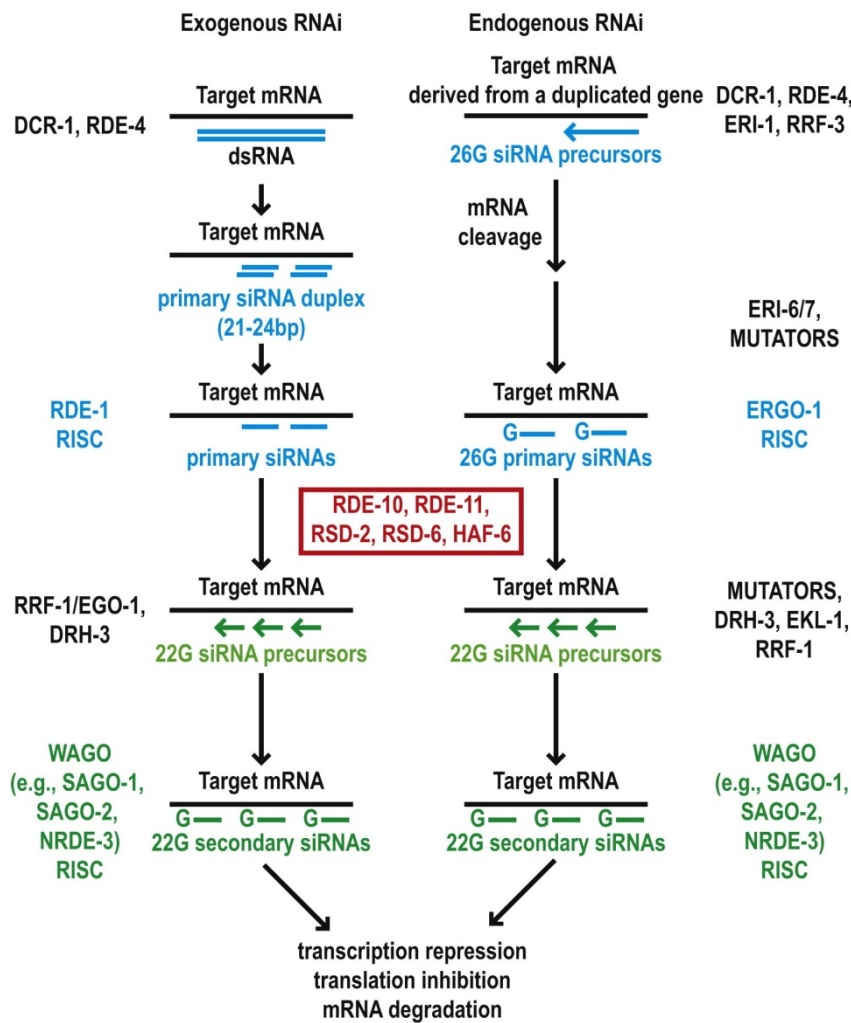 Exogenous RNAi
Endogenous RNAi
Target mRNA
DCR-1, RDE-4
dsRNA
Target mRNA
derived from a duplicated gene
26G siRNA precursors
DCR-1, RDE-4,
ERI-1, RRF-3
mRNA
cleavage
Target mRNA
primary siRNA duplex
(21-24bp)
ERI-6/7,
MUTATORS
RDE-1
RISC
Target mRNA
primary siRNAs
Target mRNA
G G
26G primary siRNAs
ERGO-1
RISC
RDE-10, RDE-11,
RSD-2, RSD-6, HAF-6
RRF-1/EGO-1,
DRH-3
Target mRNA
22G siRNA precursors
Target mRNA
22G siRNA precursors
MUTATORS,
DRH-3, EKL-1,
RRF-1
WAGO
(e.g., SAGO-1,
SAGO-2,
NRDE-3)
RISC
Target mRNA
G G G
22G secondary siRNAs
Target mRNA
G G G
22G secondary siRNAs
WAGO
(e.g., SAGO-1,
SAGO-2,
NRDE-3)
RISC
transcription repression
translation inhibition
mRNA degradation